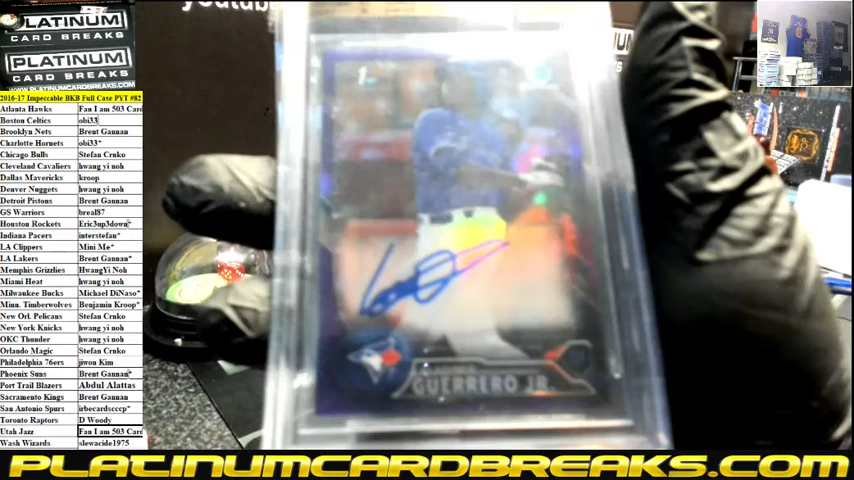 youtube
PLATINUM
CARD BREAKS
PLATINUM
CARD BREAKS
WWW.PLATINUMCARDBREAKS.COM
2016-17 Impeccable BKB Full Case PYT #82
Atlanta Hawks Fan I am 503 Card
Boston Celtics obi33
Brooklyn Nets Brent Gannan
Charlotte Hornets obi33*
Chicago Bulls Stefan Crnko
Cleveland Cavaliers hwang yi noh
Dallas Mavericks kroop
Denver Nuggets hwang yi noh
Detroit Pistons Brent Gannan
GS Warriors breal87
Houston Rockets Eric3up3down
Indiana Pacers interstefan*
LA Clippers Mini Me*
LA Lakers Brent Gannan*
Memphis Grizzlies HwangYi Noh
Miami Heat hwang yi noh
Milwaukee Bucks Michael DiNaso*
Minn. Timberwolves Benjamin Kroop*
New Orl. Pelicans Stefan Crnko
New York Knicks hwang yi noh
OKC Thunder hwang yi noh
Orlando Magic Stefan Crnko
Philadelphia 76ers jiwon Kim
Phoenix Suns Brent Gannan*
Port Trail Blazers Abdul Alattas
Sacramento Kings Brent Gannan
San Antonio Spurs irbocardscccp*
Toronto Raptors D Woody
Utah Jazz Fan I am 503 Card
Wash Wizards slewacide1975
1st
GUERRERO JR.
PLATINUMCARDBREAKS.COM